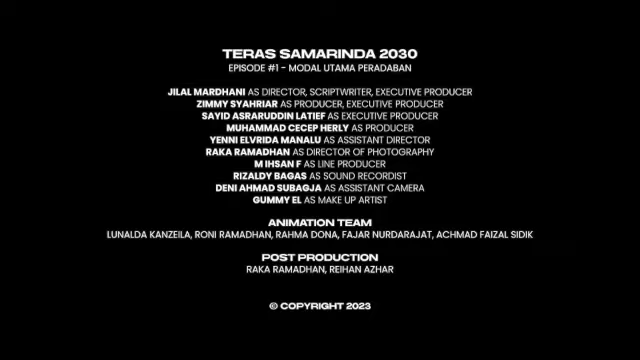 TERAS SAMARINDA 2030
EPISODE #1 - MODAL UTAMA PERADABAN
JILAL MARDHANI AS DIRECTOR, SCRIPTWRITER, EXECUTIVE PRODUCER
ZIMMY SYAHRIAR AS PRODUCER, EXECUTIVE PRODUCER
SAYID ASRARUDDIN LATIEF AS EXECUTIVE PRODUCER
MUHAMMAD CECEP HERLY AS PRODUCER
YENNI ELVRIDA MANALU AS ASSISTANT DIRECTOR
RAKA RAMADHAN AS DIRECTOR OF PHOTOGRAPHY
M IHSAN F AS LINE PRODUCER
RIZALDY BAGAS AS SOUND RECORDIST
DENI AHMAD SUBAGJA AS ASSISTANT CAMERA
GUMMY EL AS MAKE UP ARTIST
ANIMATION TEAM
LUNALDA KANZEILA, RONI RAMADHAN, RAHMA DONA, FAJAR NURDARAJAT, ACHMAD FAIZAL SIDIK
POST PRODUCTION
RAKA RAMADHAN, REIHAN AZHAR
© COPYRIGHT 2023